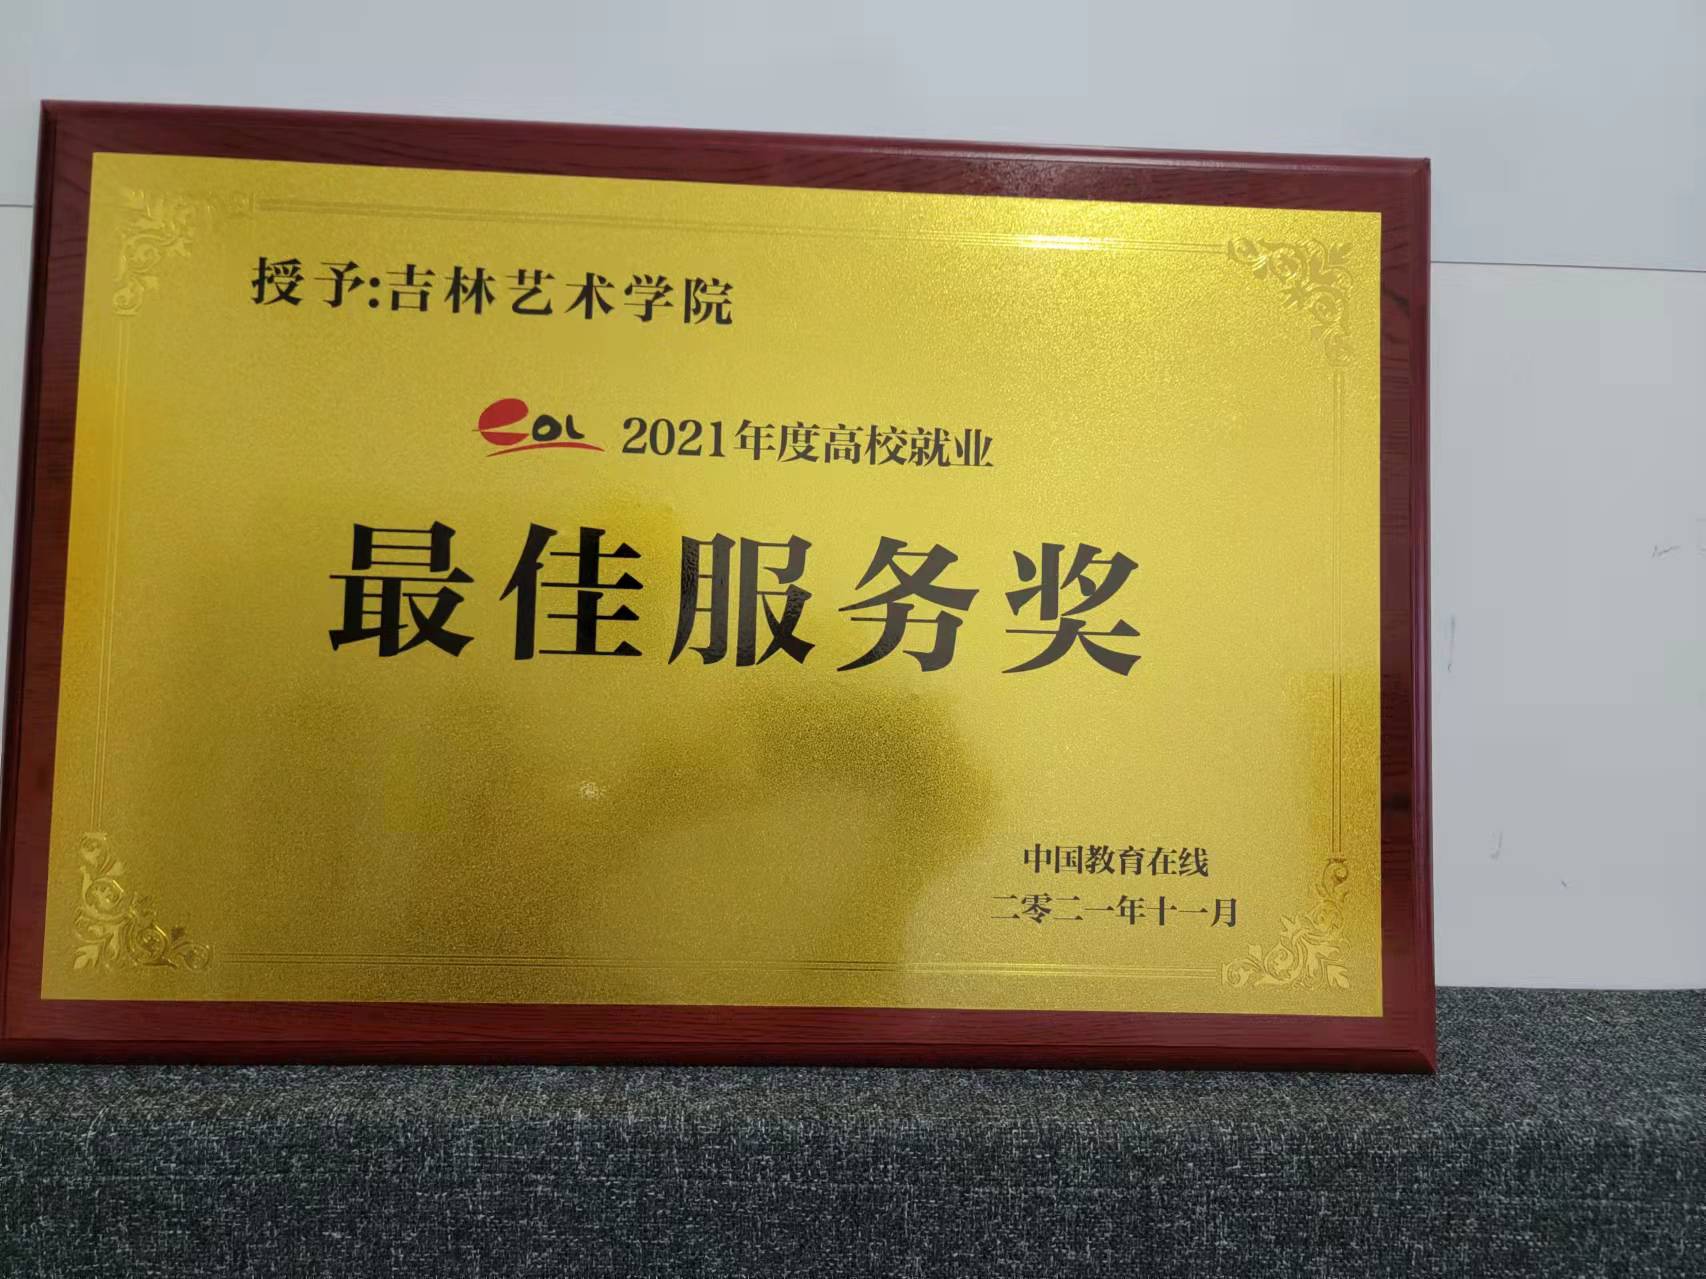 授予:吉林艺术学院
eol 2021年度高校就业
最佳服务奖
中国教育在线
二零二一年十一月